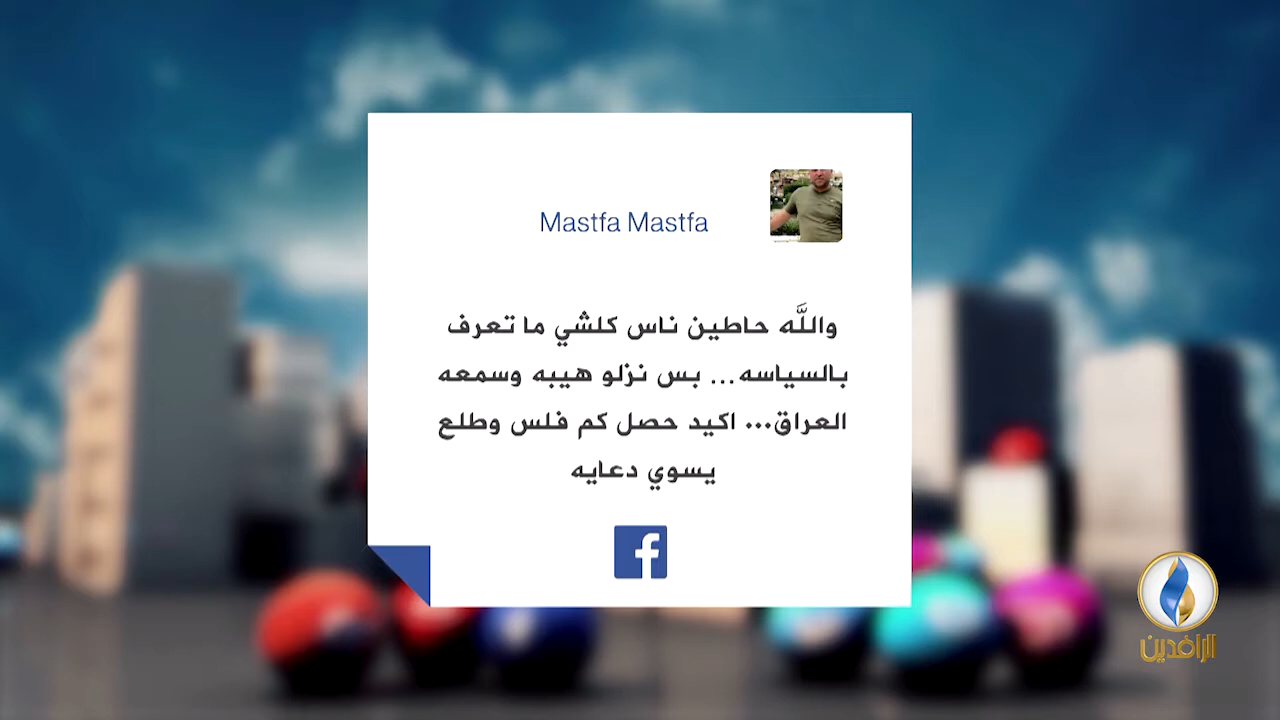 Mastfa Mastfa
واللَّه حاطين ناس كلشي ما تعرف
بالسياسه... بس نزلو هيبه وسمعه
العراق... اكيد حصل كم فلس وطلع
يسوي دعايه
f
الرافدين